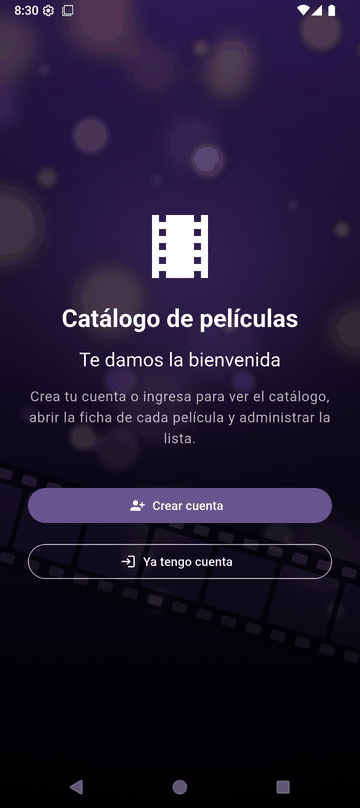 8:30
Catálogo de películas
Te damos la bienvenida
Crea tu cuenta o ingresa para ver el catálogo,
abrir la ficha de cada película y administrar la
lista.
Crear cuenta
Ya tengo cuenta